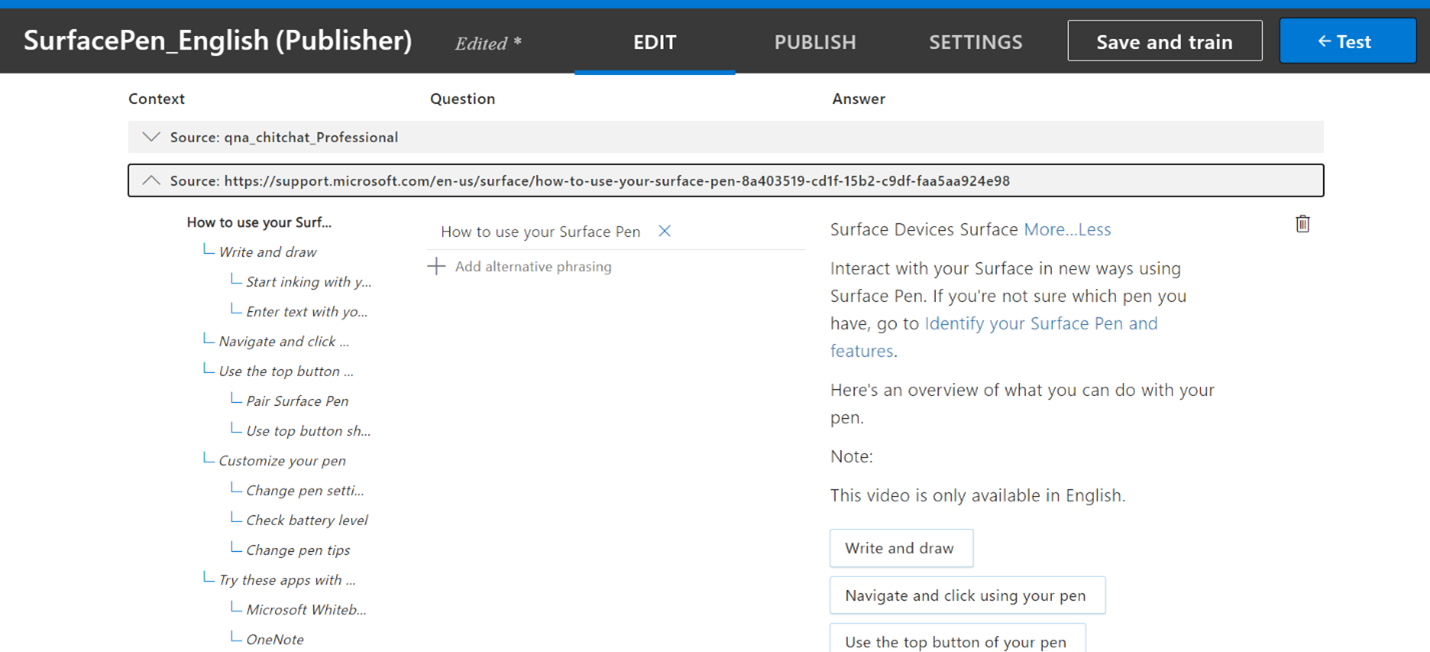 SurfacePen_English (Publisher) Edited * EDIT PUBLISH SETTINGS Save and train ← Test
Context Question Answer
Source: qna_chitchat_Professional
Source: https://support.microsoft.com/en-us/surface/how-to-use-your-surface-pen-8a403519-cd1f-15b2-c9df-faa5aa924e98
How to use your Surf...
Write and draw
Start inking with y...
Enter text with yo...
Navigate and click ...
Use the top button ...
Pair Surface Pen
Use top button sh...
Customize your pen
Change pen setti...
Check battery level
Change pen tips
Try these apps with ...
Microsoft Whiteb...
OneNote
How to use your Surface Pen
Add alternative phrasing
Surface Devices Surface More...Less
Interact with your Surface in new ways using
Surface Pen. If you're not sure which pen you
have, go to Identify your Surface Pen and
features.
Here's an overview of what you can do with your
pen.
Note:
This video is only available in English.
Write and draw
Navigate and click using your pen
Use the top button of your pen